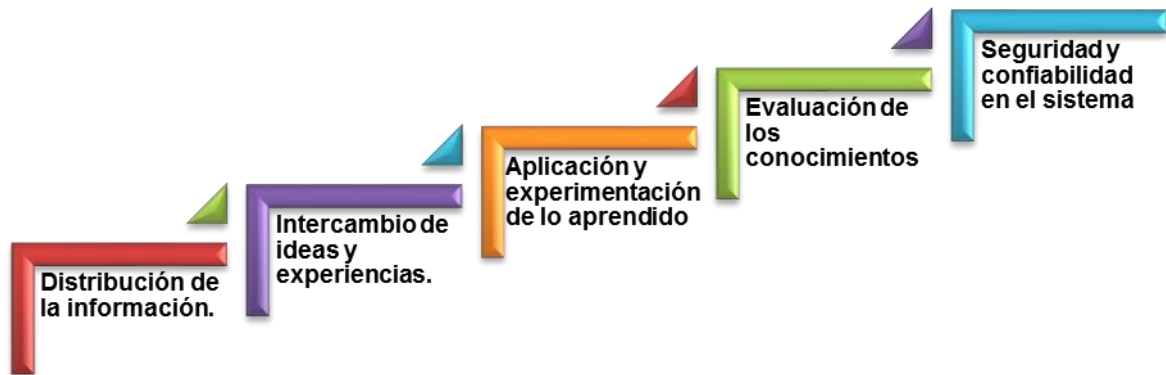 Distribución de
la información.
Intercambio de
ideas y
experiencias.
Aplicación y
experimentación
de lo aprendido
Evaluación de
los
conocimientos
Seguridad y
confiabilidad
en el sistema